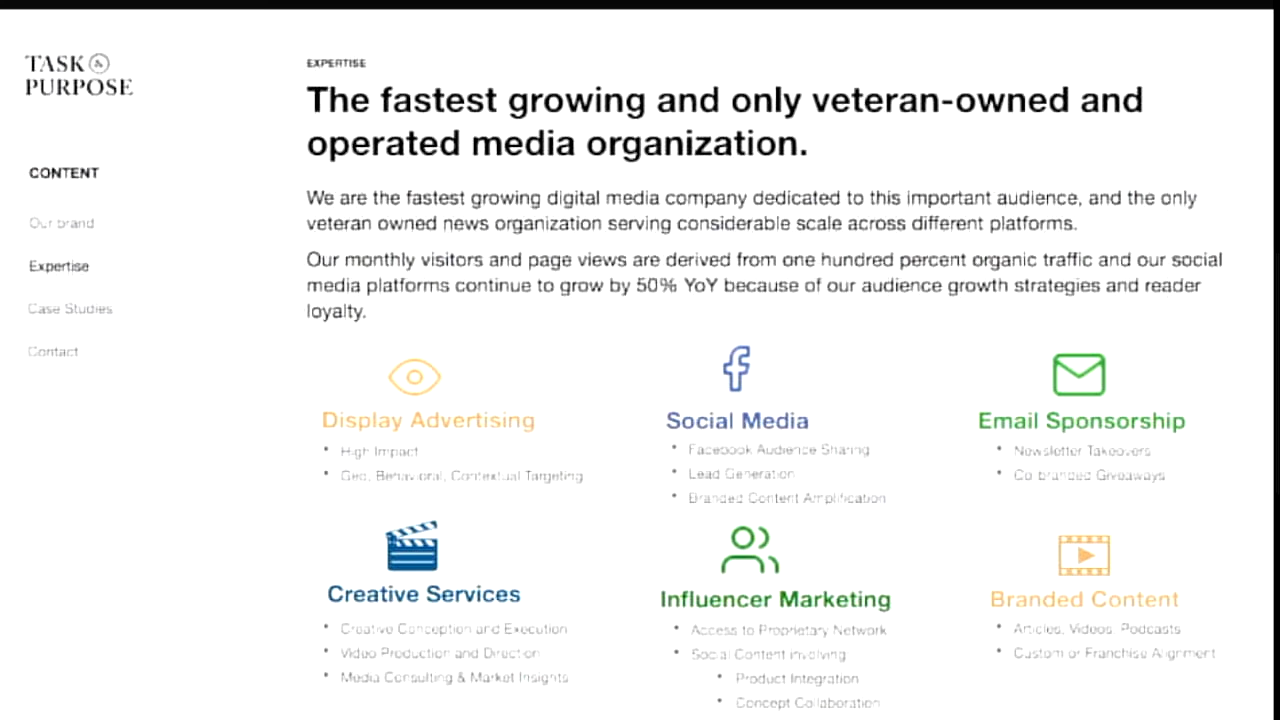 TASK &
PURPOSE
CONTENT
Our brand
Expertise
Case Studies
Contact
EXPERTISE
The fastest growing and only veteran-owned and
operated media organization.
We are the fastest growing digital media company dedicated to this important audience, and the only
veteran owned news organization serving considerable scale across different platforms.
Our monthly visitors and page views are derived from one hundred percent organic traffic and our social
media platforms continue to grow by 50% YoY because of our audience growth strategies and reader
loyalty.
Display Advertising
• High Impact
• Geo, Behavioral, Contextual Targeting
Social Media
• Facebook Audience Sharing
• Lead Generation
• Branded Content Amplification
Email Sponsorship
• Newsletter Takeovers
• Co-branded Giveaways
Creative Services
• Creative Conception and Execution
• Video Production and Direction
• Media Consulting & Market Insights
Influencer Marketing
• Access to Proprietary Network
• Social Content involving
• Product Integration
• Concept Collaboration
Branded Content
• Articles, Videos, Podcasts
• Custom or Franchise Alignment